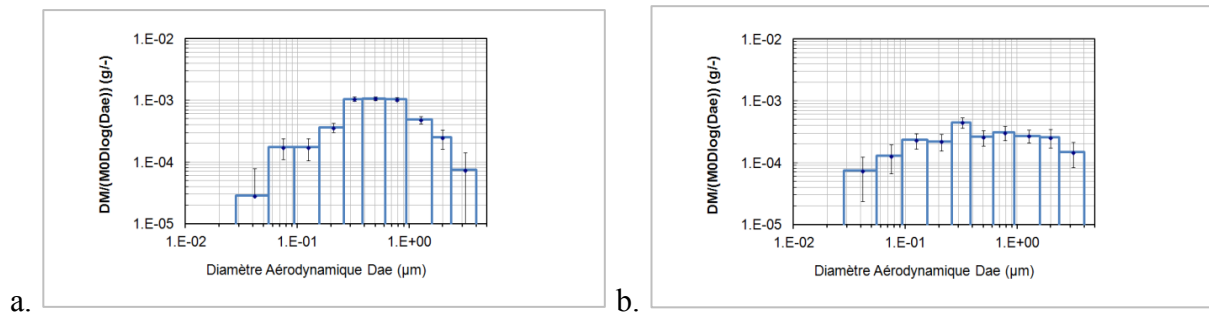 DM/(M0Dlog(Dae)) (g/-)
1.E-02
1.E-03
1.E-04
1.E-05
1.E-02 1.E-01 1.E+00
Diamètre Aérodynamique Dae (µm)
a.
DM/(M0Dlog(Dae)) (g/-)
1.E-02
1.E-03
1.E-04
1.E-05
1.E-02 1.E-01 1.E+00
Diamètre Aérodynamique Dae (µm)
b.